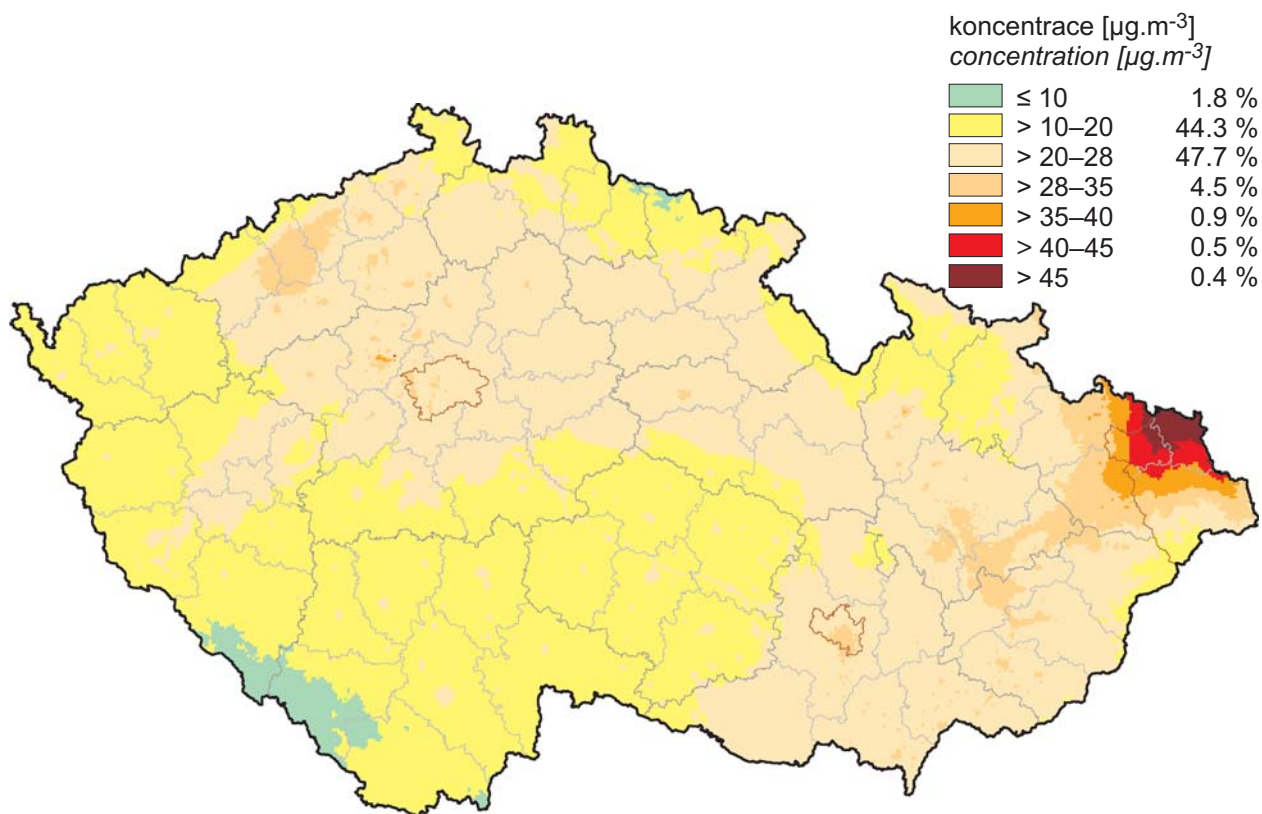 koncentrace [µg.m-3]
concentration [µg.m-3]
≤ 10 1.8 %
> 10–20 44.3 %
> 20–28 47.7 %
> 28–35 4.5 %
> 35–40 0.9 %
> 40–45 0.5 %
> 45 0.4 %